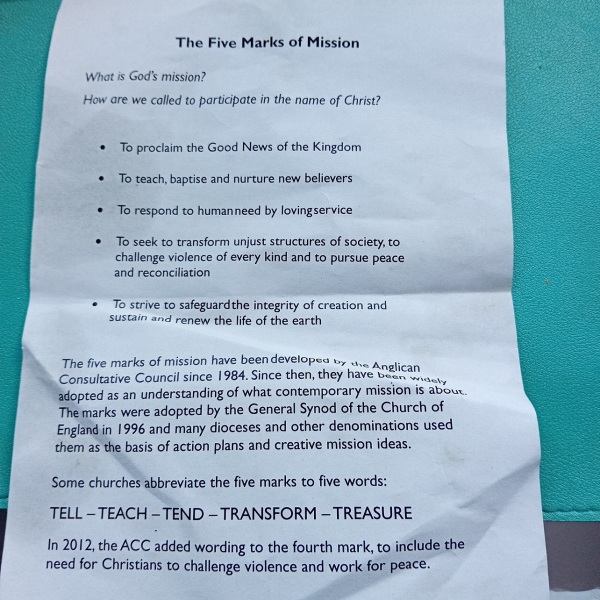 The Five Marks of Mission
What is God's mission?
How are we called to participate in the name of Christ?
• To proclaim the Good News of the Kingdom
• To teach, baptise and nurture new believers
• To respond to humanneed by lovingservice
• To seek to transform unjust structures of society, to
challenge violence of every kind and to pursue peace
and reconciliation
• To strive to safeguardthe integrity of creation and
sustain and renew the life of the earth
The five marks of mission have been developed by the Anglican
Consultative Council since 1984. Since then, they have been widely
adopted as an understanding of what contemporary mission is about.
The marks were adopted by the General Synod of the Church of
England in 1996 and many dioceses and other denominations used
them as the basis of action plans and creative mission ideas.
Some churches abbreviate the five marks to five words:
TELL – TEACH – TEND – TRANSFORM – TREASURE
In 2012, the ACC added wording to the fourth mark, to include the
need for Christians to challenge violence and work for peace.